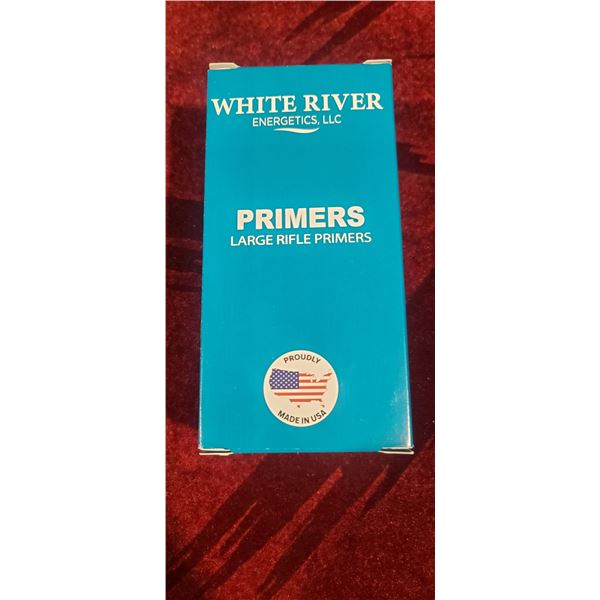 WHITE RIVER
ENERGETICS, LLC
PRIMERS
LARGE RIFLE PRIMERS
PROUDLY
MADE IN USA